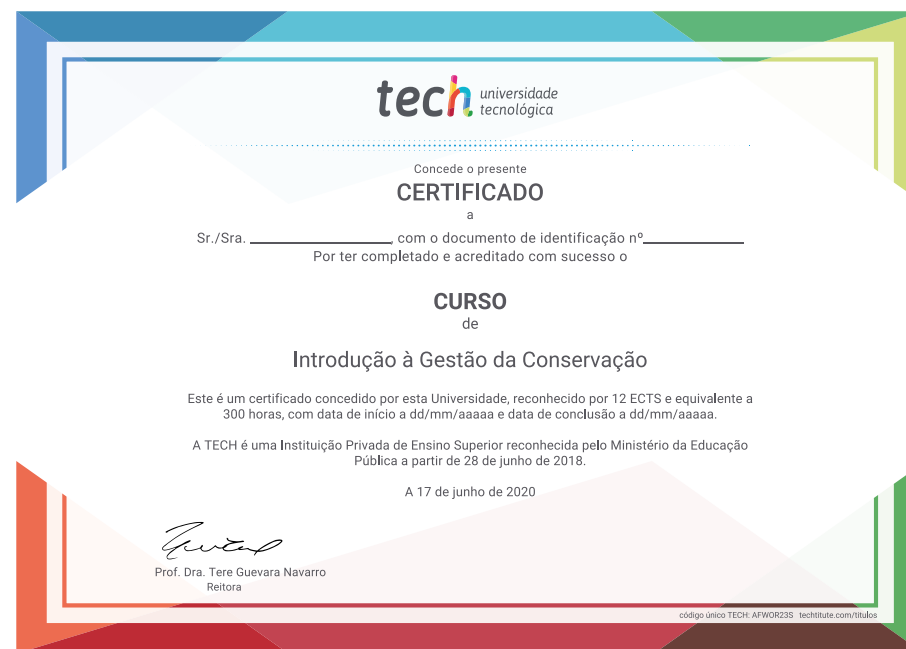 tech universidade
tecnológica
Concede o presente
CERTIFICADO
a
Sr./Sra. ________________, com o documento de identificação nº____________
Por ter completado e acreditado com sucesso o
CURSO
de
Introdução à Gestão da Conservação
Este é um certificado concedido por esta Universidade, reconhecido por 12 ECTS e equivalente a
300 horas, com data de início a dd/mm/aaaaa e data de conclusão a dd/mm/aaaaa.
A TECH é uma Instituição Privada de Ensino Superior reconhecida pelo Ministério da Educação
Pública a partir de 28 de junho de 2018.
A 17 de junho de 2020
Prof. Dra. Tere Guevara Navarro
Reitora
código único TECH: AFWOR23S techtitute.com/titulos